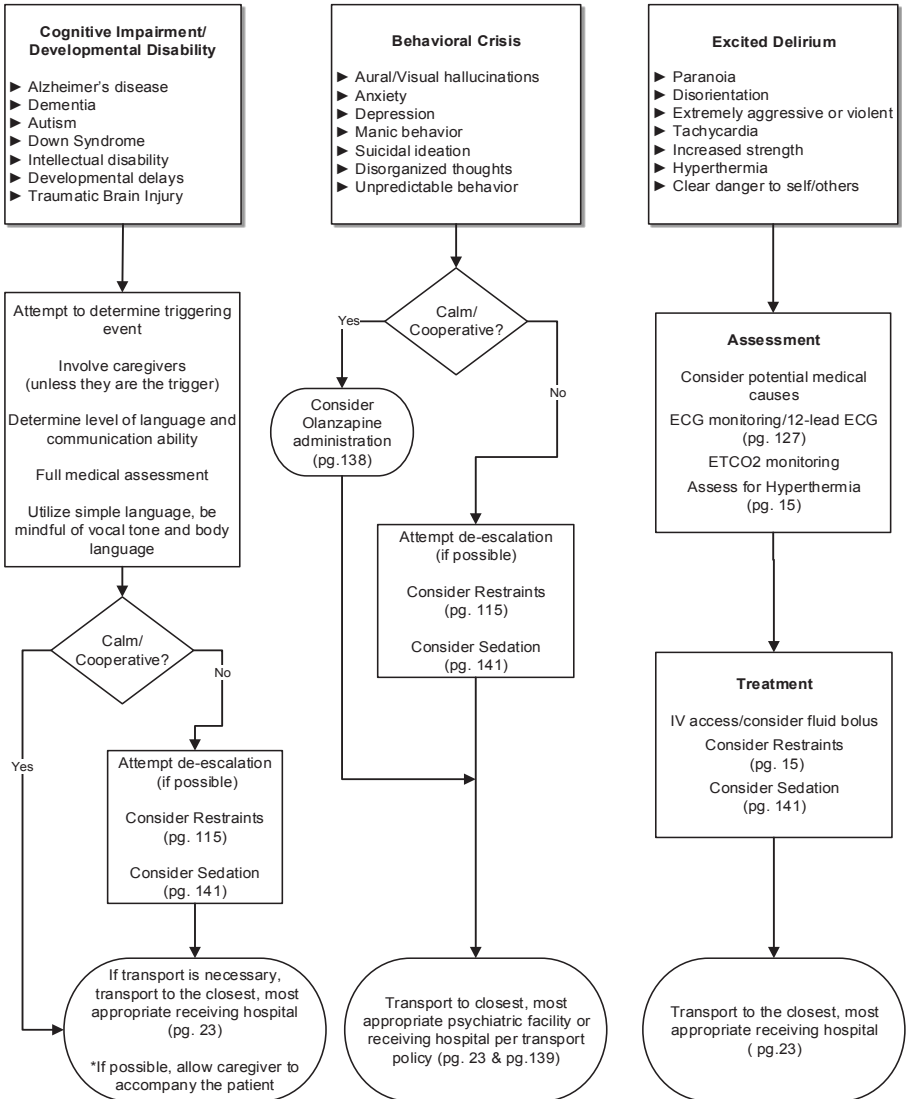 Cognitive Impairment/
Developmental Disability
► Alzheimer's disease
► Dementia
► Autism
► Down Syndrome
► Intellectual disability
► Developmental delays
► Traumatic Brain Injury
Attempt to determine triggering
event
Involve caregivers
(unless they are the trigger)
Determine level of language and
communication ability
Full medical assessment
Utilize simple language, be
mindful of vocal tone and body
language
Calm/
Cooperative?
Yes
No
Attempt de-escalation
(if possible)
Consider Restraints
(pg. 115)
Consider Sedation
(pg. 141)
If transport is necessary,
transport to the closest, most
appropriate receiving hospital
(pg. 23)
*If possible, allow caregiver to
accompany the patient
Behavioral Crisis
► Aural/Visual hallucinations
► Anxiety
► Depression
► Manic behavior
► Suicidal ideation
► Disorganized thoughts
► Unpredictable behavior
Calm/
Cooperative?
Yes
No
Consider
Olanzapine
administration
(pg.138)
Attempt de-escalation
(if possible)
Consider Restraints
(pg. 115)
Consider Sedation
(pg. 141)
Transport to closest, most
appropriate psychiatric facility or
receiving hospital per transport
policy (pg. 23 & pg.139)
Excited Delirium
► Paranoia
► Disorientation
► Extremely aggressive or violent
► Tachycardia
► Increased strength
► Hyperthermia
► Clear danger to self/others
Assessment
Consider potential medical
causes
ECG monitoring/12-lead ECG
(pg. 127)
ETCO2 monitoring
Assess for Hyperthermia
(pg. 15)
Treatment
IV access/consider fluid bolus
Consider Restraints
(pg. 15)
Consider Sedation
(pg. 141)
Transport to the closest, most
appropriate receiving hospital
( pg.23)